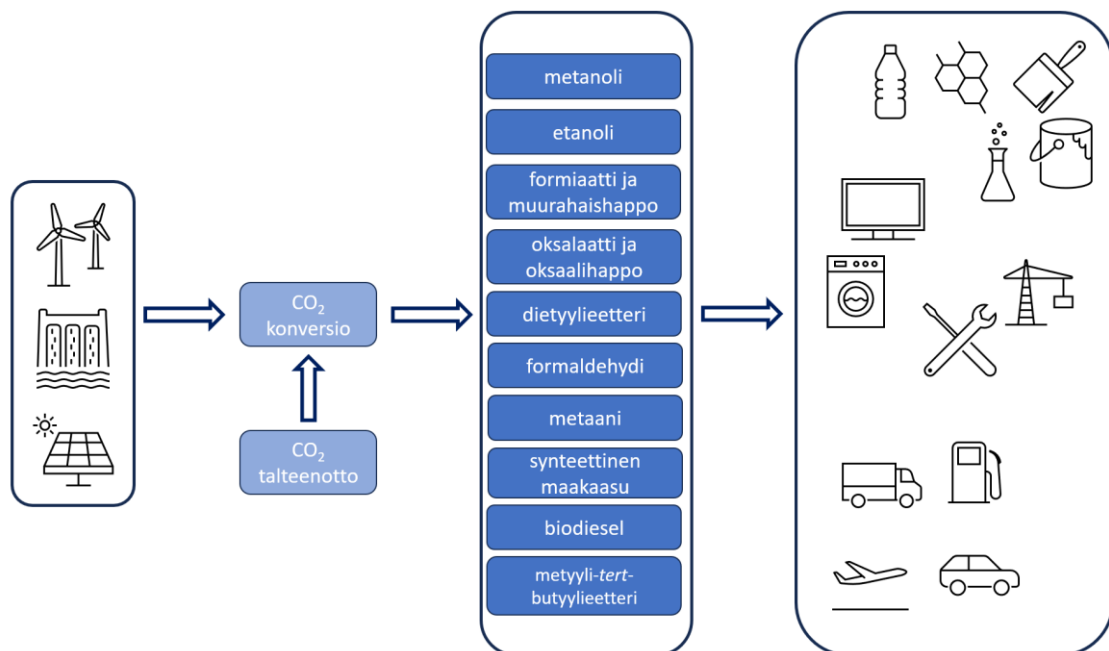 CO₂
konversio
CO₂
talteenotto
metanoli
etanoli
formiaatti ja
muurahaishappo
oksalaatti ja
oksaalihappo
dietyylieetteri
formaldehydi
metaani
synteettinen
maakaasu
biodiesel
metyyli-tert-
butyylieetteri